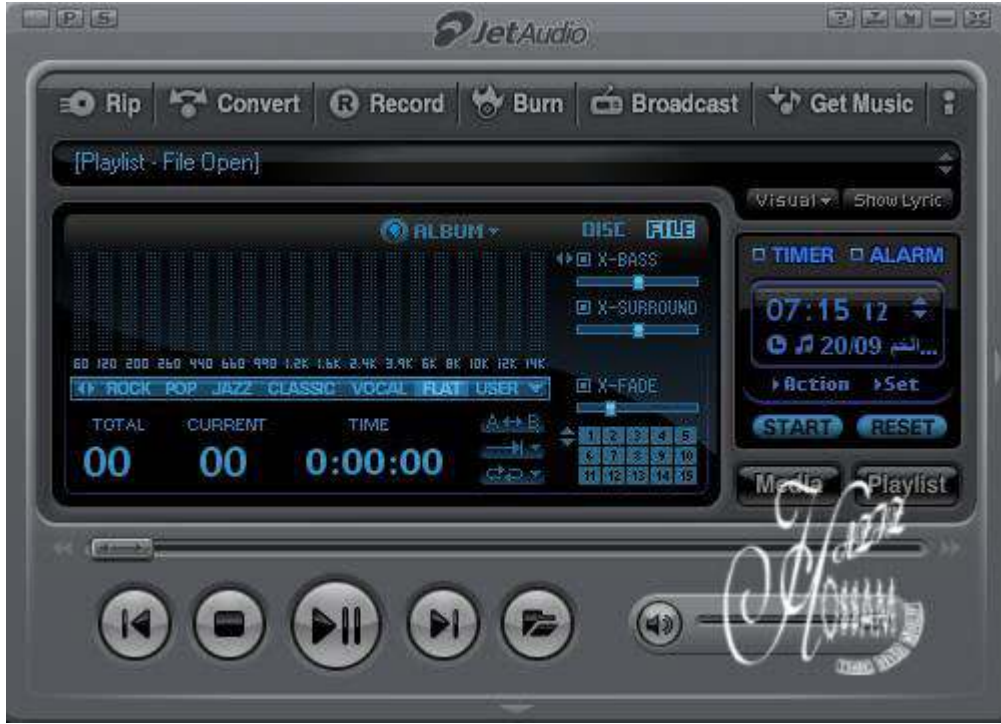 P S
JetAudio
?
Rip Convert R Record Burn Broadcast Get Music
[Playlist - File Open]
Visual Show Lyric
ALBUM DISC FILE
X-BASS
X-SURROUND
60 120 200 260 440 660 990 1.2K 1.6K 2.4K 3.9K 5K 8K 10K 12K 14K
ROCK POP JAZZ CLASSIC VOCAL FLAT USER
X-FADE
TOTAL CURRENT TIME A B
00 00 0:00:00
1 2 3 4 5
6 7 8 9 10
11 12 13 14 15
TIMER ALARM
07:15 12
20/09 الخم...
Action Set
START RESET
Media Playlist
HOSSAM